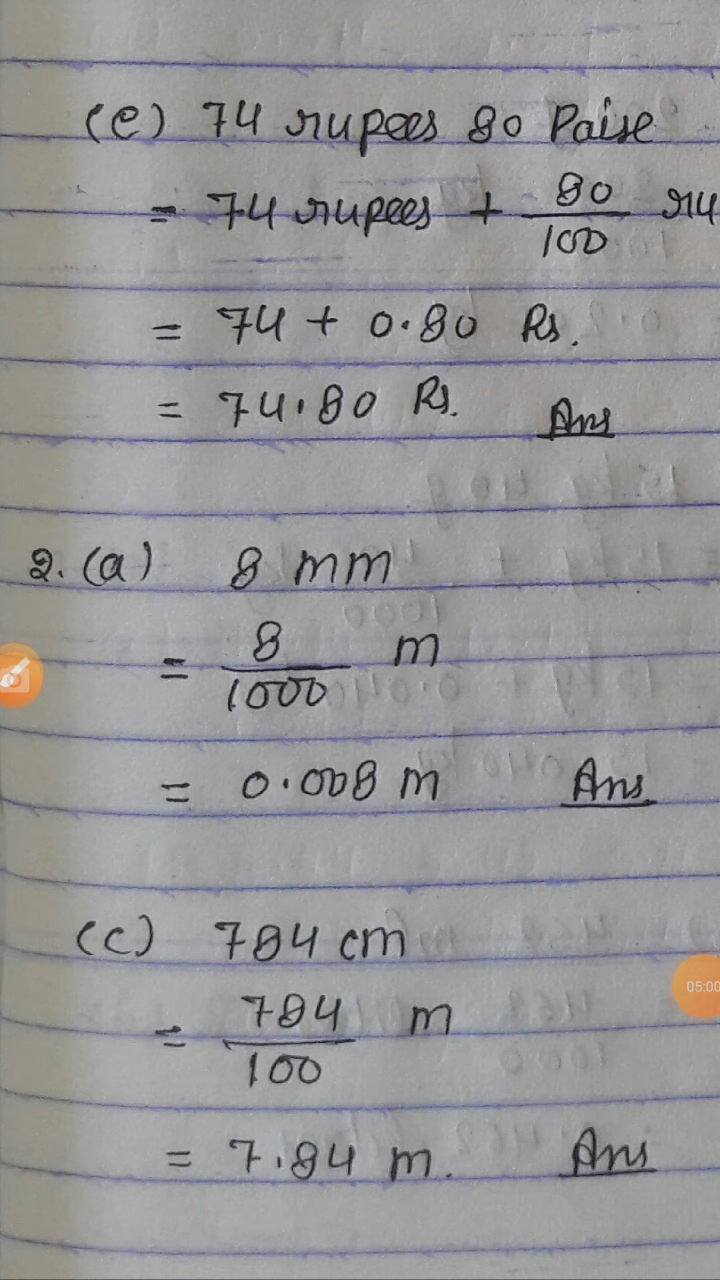 (e) 74 rupees 80 Paise
= 74 rupees + 80/100 ru
= 74 + 0.80 Rs.
= 74.80 Rs. Ans
2. (a) 8 mm
= 8/1000 m
= 0.008 m Ans
(c) 784 cm
05:00
= 784/100 m
= 7.84 m. Ans